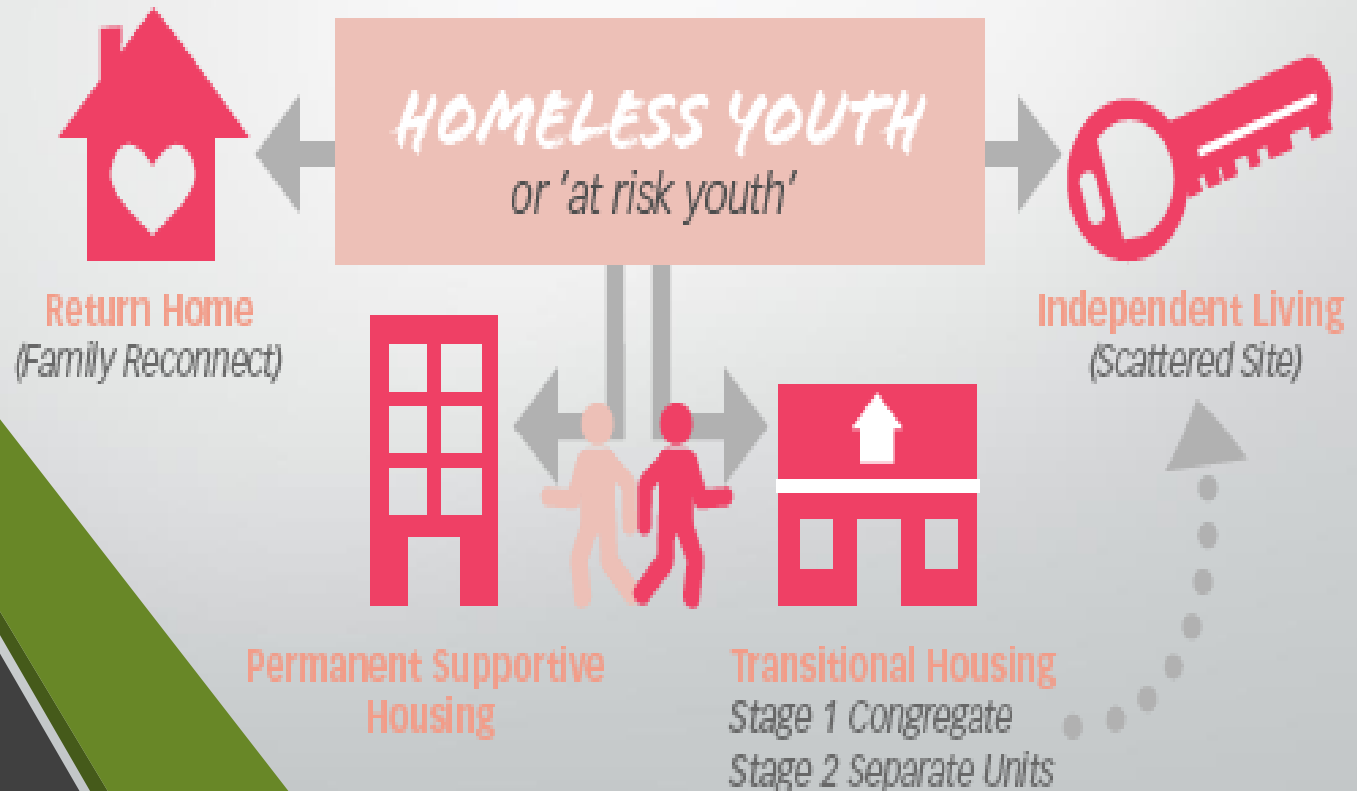 HOMELESS YOUTH
or 'at risk youth'
Return Home
(Family Reconnect)
Independent Living
(Scattered Site)
Permanent Supportive
Housing
Transitional Housing
Stage 1 Congregate
Stage 2 Separate Units